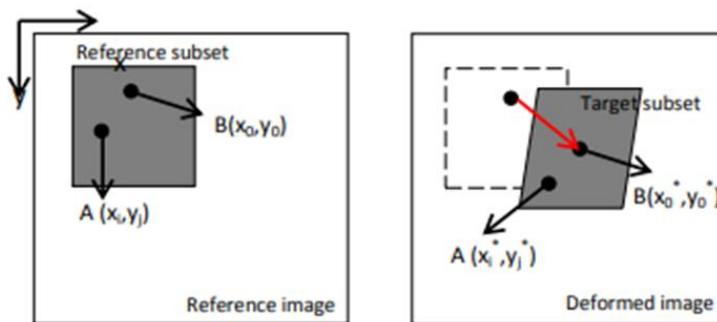 Reference subset
x
y
B(x₀,y₀)
A (xᵢ,yⱼ)
Reference image
Target subset
B(x₀*,y₀*)
A (xᵢ*,yⱼ*)
Deformed image